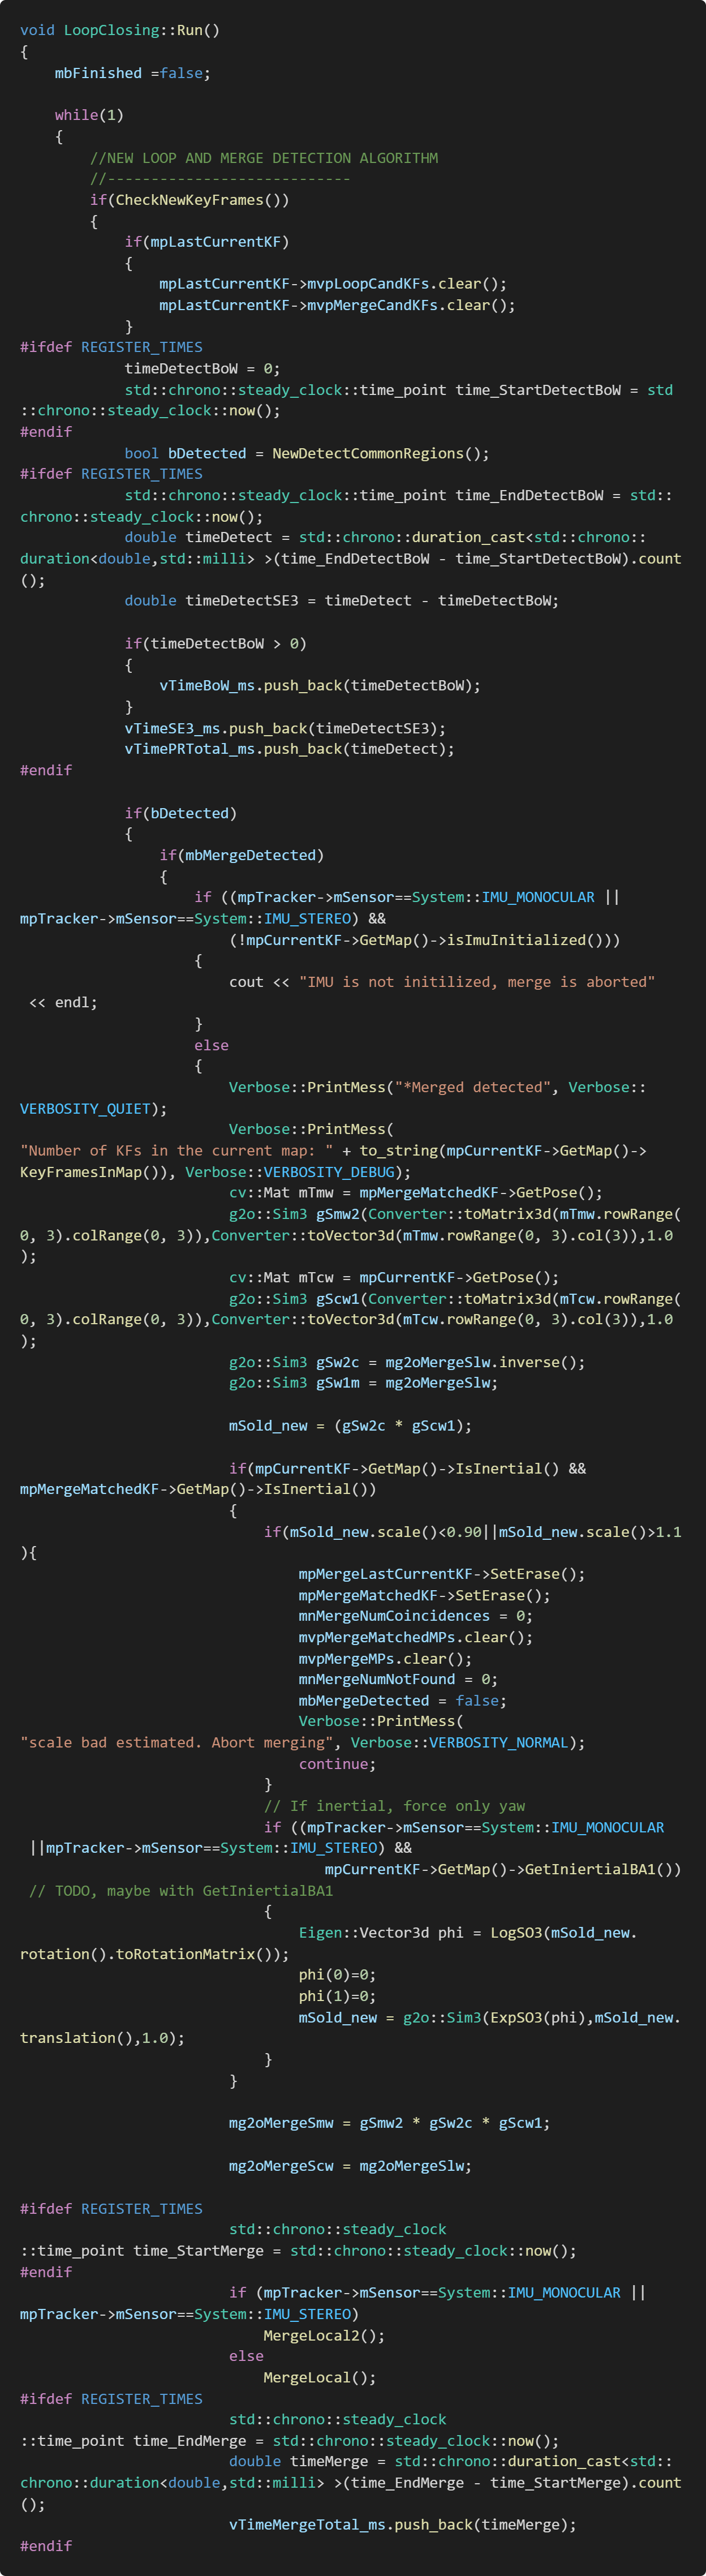 void LoopClosing::Run()
{
    mbFinished =false;

    while(1)
    {
        //NEW LOOP AND MERGE DETECTION ALGORITHM
        //----------------------------
        if(CheckNewKeyFrames())
        {
            if(mpLastCurrentKF)
            {
                mpLastCurrentKF->mvpLoopCandKFs.clear();
                mpLastCurrentKF->mvpMergeCandKFs.clear();
            }
#ifdef REGISTER_TIMES
            timeDetectBoW = 0;
            std::chrono::steady_clock::time_point time_StartDetectBoW = std
::chrono::steady_clock::now();
#endif
            bool bDetected = NewDetectCommonRegions();
#ifdef REGISTER_TIMES
            std::chrono::steady_clock::time_point time_EndDetectBoW = std::
chrono::steady_clock::now();
            double timeDetect = std::chrono::duration_cast<std::chrono::
duration<double,std::milli> >(time_EndDetectBoW - time_StartDetectBoW).count
();
            double timeDetectSE3 = timeDetect - timeDetectBoW;

            if(timeDetectBoW > 0)
            {
                vTimeBoW_ms.push_back(timeDetectBoW);
            }
            vTimeSE3_ms.push_back(timeDetectSE3);
            vTimePRTotal_ms.push_back(timeDetect);
#endif

            if(bDetected)
            {
                if(mbMergeDetected)
                {
                    if ((mpTracker->mSensor==System::IMU_MONOCULAR ||
mpTracker->mSensor==System::IMU_STEREO) &&
                        (!mpCurrentKF->GetMap()->isImuInitialized()))
                    {
                        cout << "IMU is not initilized, merge is aborted"
 << endl;
                    }
                    else
                    {
                        Verbose::PrintMess("*Merged detected", Verbose::
VERBOSITY_QUIET);
                        Verbose::PrintMess(
"Number of KFs in the current map: " + to_string(mpCurrentKF->GetMap()->
KeyFramesInMap()), Verbose::VERBOSITY_DEBUG);
                        cv::Mat mTmw = mpMergeMatchedKF->GetPose();
                        g2o::Sim3 gSmw2(Converter::toMatrix3d(mTmw.rowRange(
0, 3).colRange(0, 3)),Converter::toVector3d(mTmw.rowRange(0, 3).col(3)),1.0
);
                        cv::Mat mTcw = mpCurrentKF->GetPose();
                        g2o::Sim3 gScw1(Converter::toMatrix3d(mTcw.rowRange(
0, 3).colRange(0, 3)),Converter::toVector3d(mTcw.rowRange(0, 3).col(3)),1.0
);
                        g2o::Sim3 gSw2c = mg2oMergeSlw.inverse();
                        g2o::Sim3 gSw1m = mg2oMergeSlw;

                        mSold_new = (gSw2c * gScw1);

                        if(mpCurrentKF->GetMap()->IsInertial() &&
mpMergeMatchedKF->GetMap()->IsInertial())
                        {
                            if(mSold_new.scale()<0.90||mSold_new.scale()>1.1
){
                                mpMergeLastCurrentKF->SetErase();
                                mpMergeMatchedKF->SetErase();
                                mnMergeNumCoincidences = 0;
                                mvpMergeMatchedMPs.clear();
                                mvpMergeMPs.clear();
                                mnMergeNumNotFound = 0;
                                mbMergeDetected = false;
                                Verbose::PrintMess(
"scale bad estimated. Abort merging", Verbose::VERBOSITY_NORMAL);
                                continue;
                            }
                            // If inertial, force only yaw
                            if ((mpTracker->mSensor==System::IMU_MONOCULAR
 ||mpTracker->mSensor==System::IMU_STEREO) &&
                                   mpCurrentKF->GetMap()->GetIniertialBA1())
 // TODO, maybe with GetIniertialBA1
                            {
                                Eigen::Vector3d phi = LogSO3(mSold_new.
rotation().toRotationMatrix());
                                phi(0)=0;
                                phi(1)=0;
                                mSold_new = g2o::Sim3(ExpSO3(phi),mSold_new.
translation(),1.0);
                            }
                        }

                        mg2oMergeSmw = gSmw2 * gSw2c * gScw1;

                        mg2oMergeScw = mg2oMergeSlw;

#ifdef REGISTER_TIMES
                        std::chrono::steady_clock
::time_point time_StartMerge = std::chrono::steady_clock::now();
#endif
                        if (mpTracker->mSensor==System::IMU_MONOCULAR ||
mpTracker->mSensor==System::IMU_STEREO)
                            MergeLocal2();
                        else
                            MergeLocal();
#ifdef REGISTER_TIMES
                        std::chrono::steady_clock
::time_point time_EndMerge = std::chrono::steady_clock::now();
                        double timeMerge = std::chrono::duration_cast<std::
chrono::duration<double,std::milli> >(time_EndMerge - time_StartMerge).count
();
                        vTimeMergeTotal_ms.push_back(timeMerge);
#endif